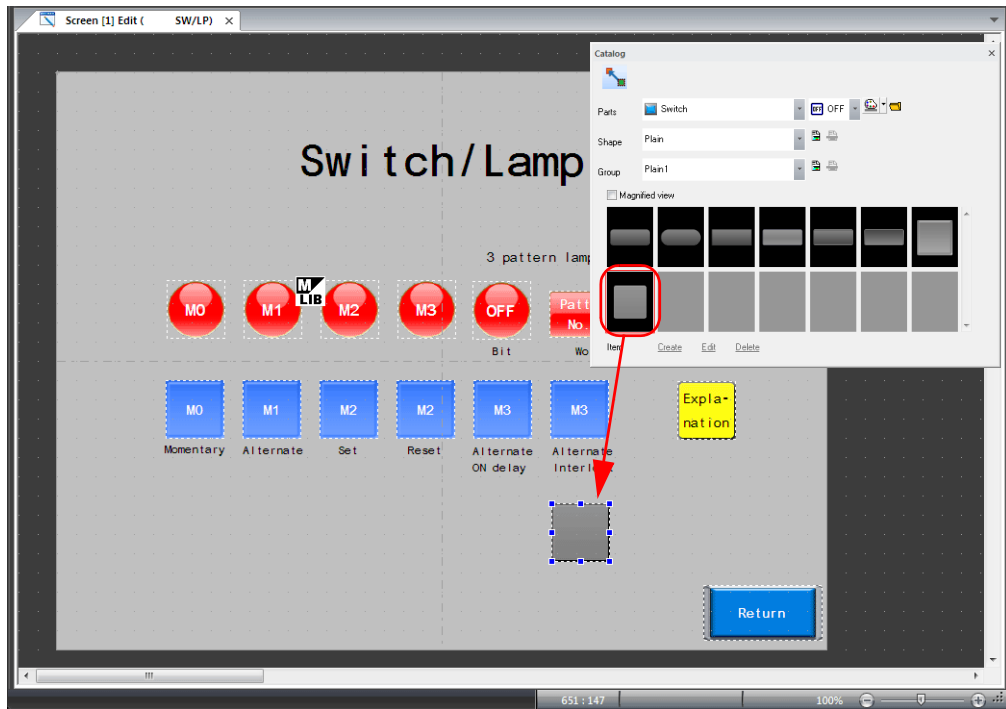 Screen [1] Edit ( SW/LP) ×
Catalog ×
Parts Switch OFF OFF
Shape Plain
Group Plain1
Magnified view
Item Create Edit Delete
Switch/Lamp
3 pattern lamp
M0 M1 M LIB M2 M3 OFF Patt
No.
Bit Wo
M0 M1 M2 M2 M3 M3 Expla-
nation
Momentary Alternate Set Reset Alternate Alternate
ON delay Interlock
Return
651 : 147 100%